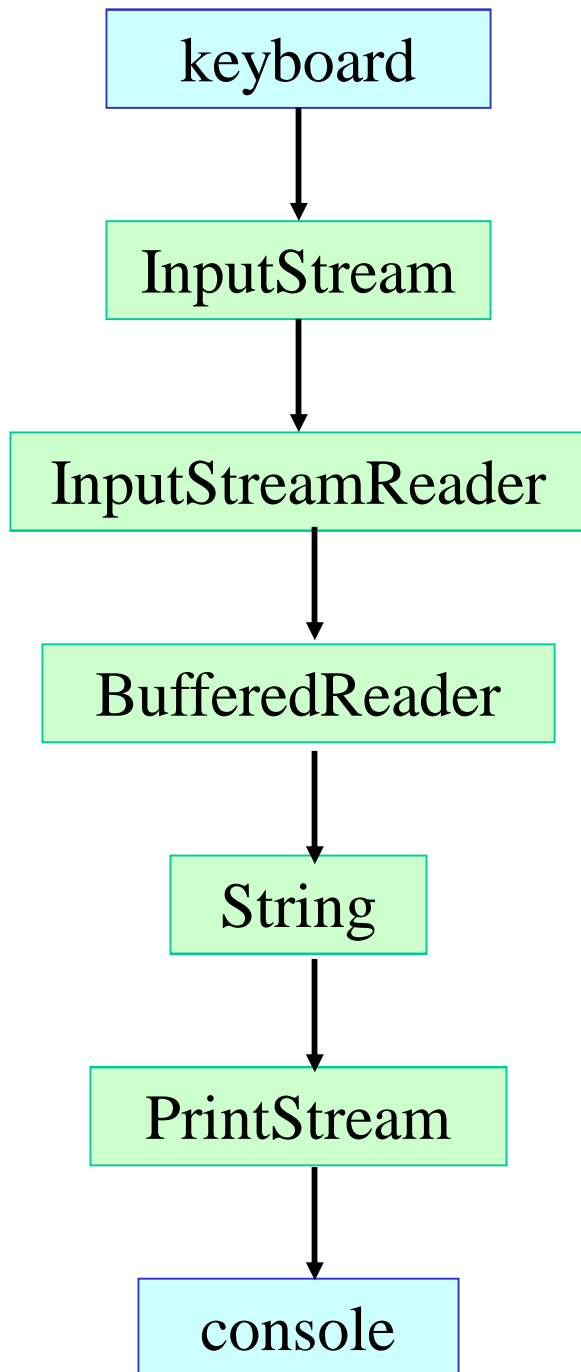 keyboard
InputStream
InputStreamReader
BufferedReader
String
PrintStream
console